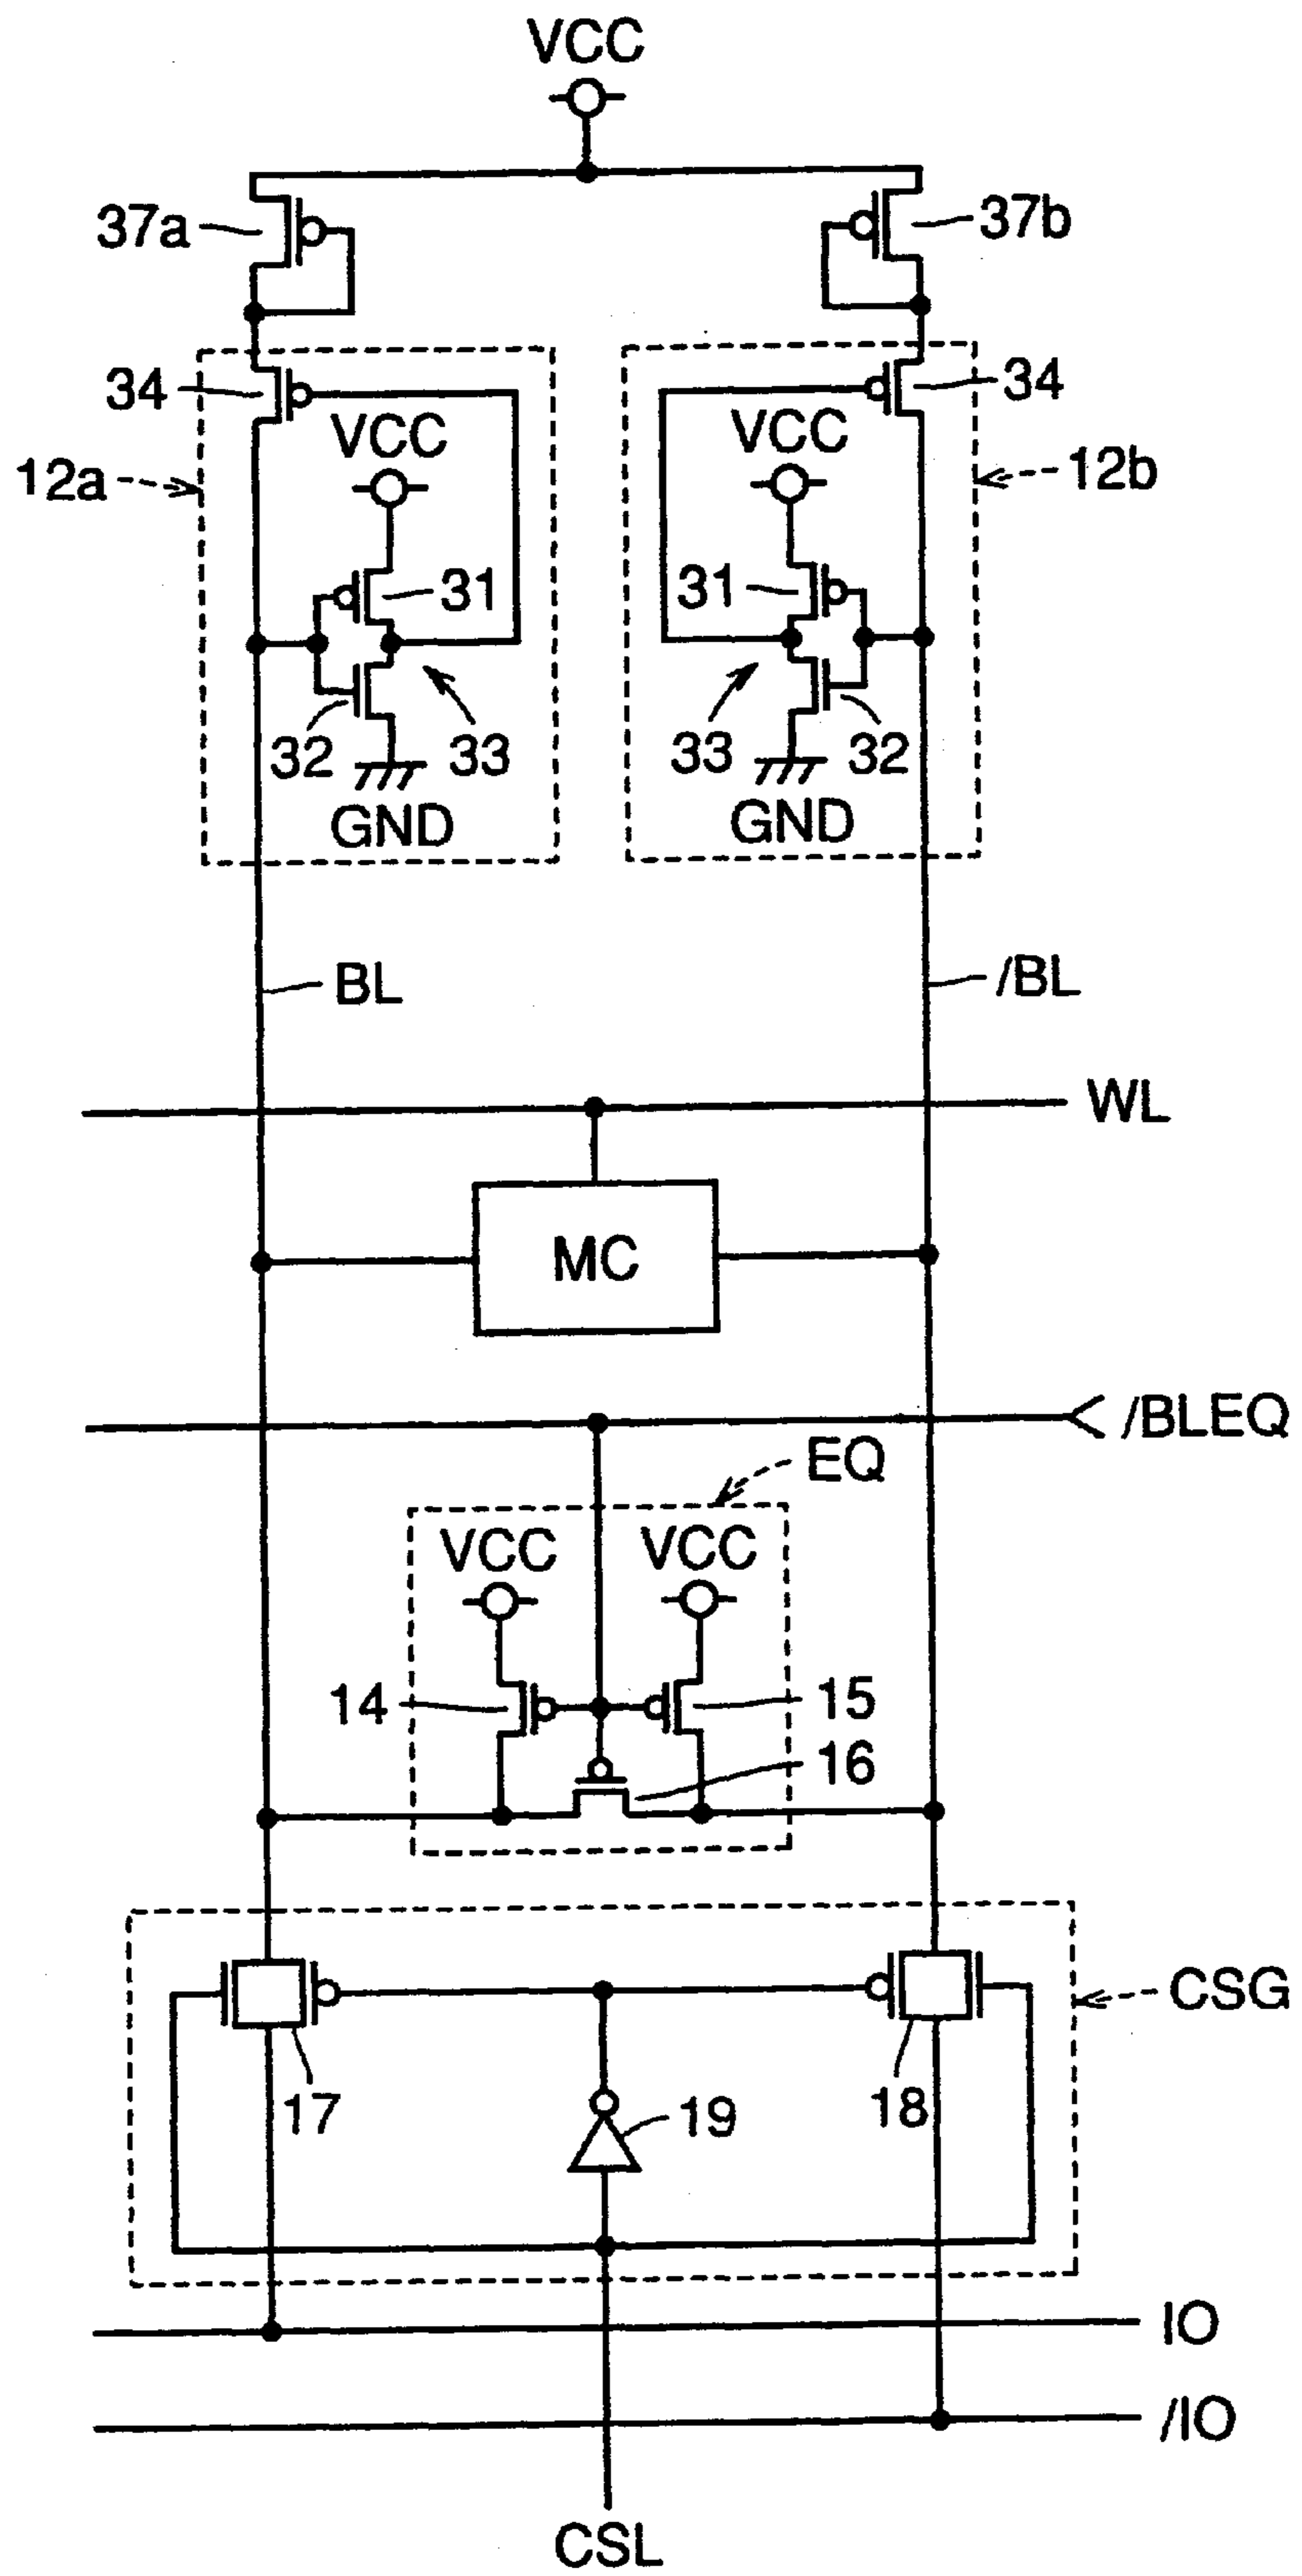 VCC
37a
37b
34
34
VCC
VCC
12a
12b
31
31
32
33
33
32
GND
GND
BL
/BL
WL
MC
/BLEQ
EQ
VCC
VCC
14
15
16
CSG
17
18
19
IO
/IO
CSL